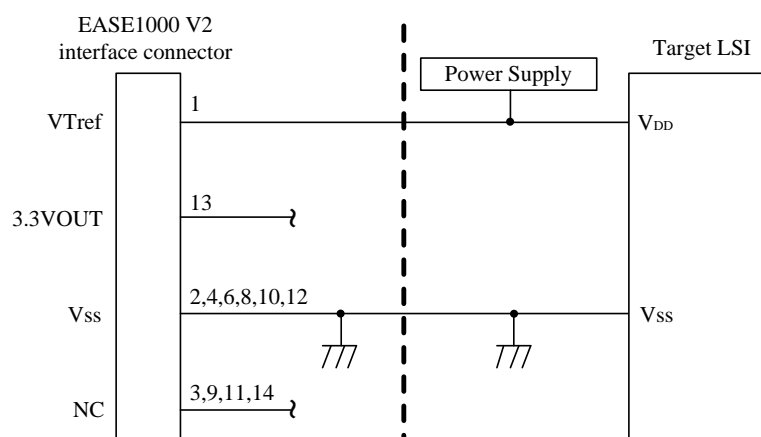 EASE1000 V2
interface connector
Target LSI
Power Supply
1
VTref
VDD
13
3.3VOUT
2,4,6,8,10,12
VSS
VSS
3,9,11,14
NC